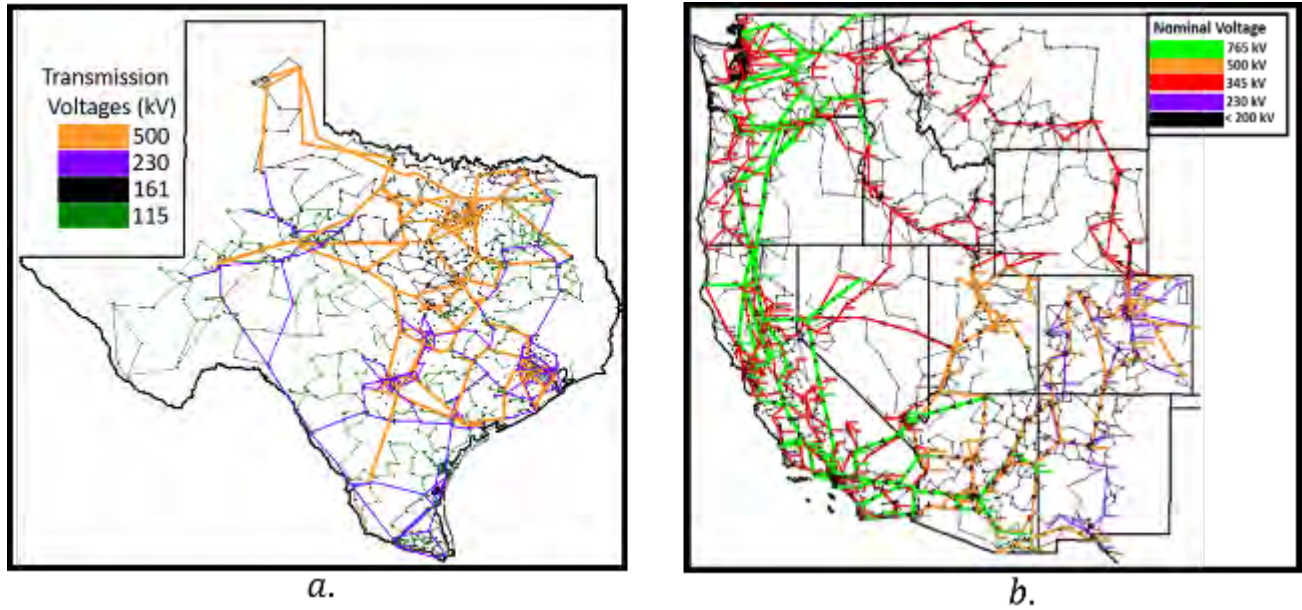 Transmission
Voltages (kV)
500
230
161
115
a.
Nominal Voltage
765 kV
500 kV
345 kV
230 kV
< 200 kV
b.